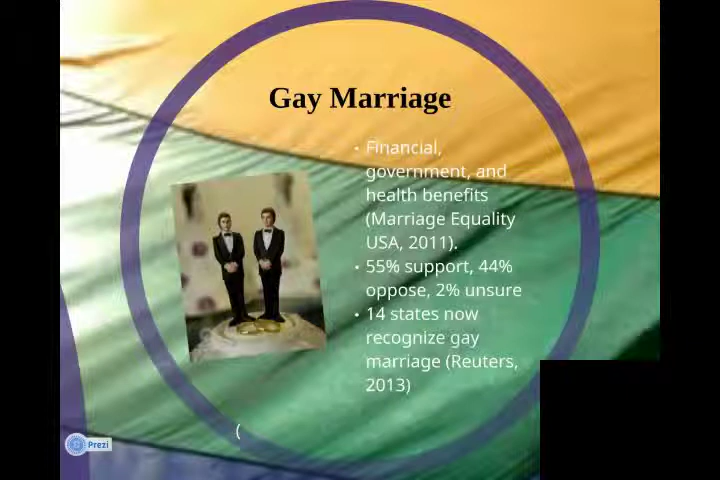 Gay Marriage
• Financial,
government, and
health benefits
(Marriage Equality
USA, 2011).
• 55% support, 44%
oppose, 2% unsure
• 14 states now
recognize gay
marriage (Reuters,
2013)
(
Prezi